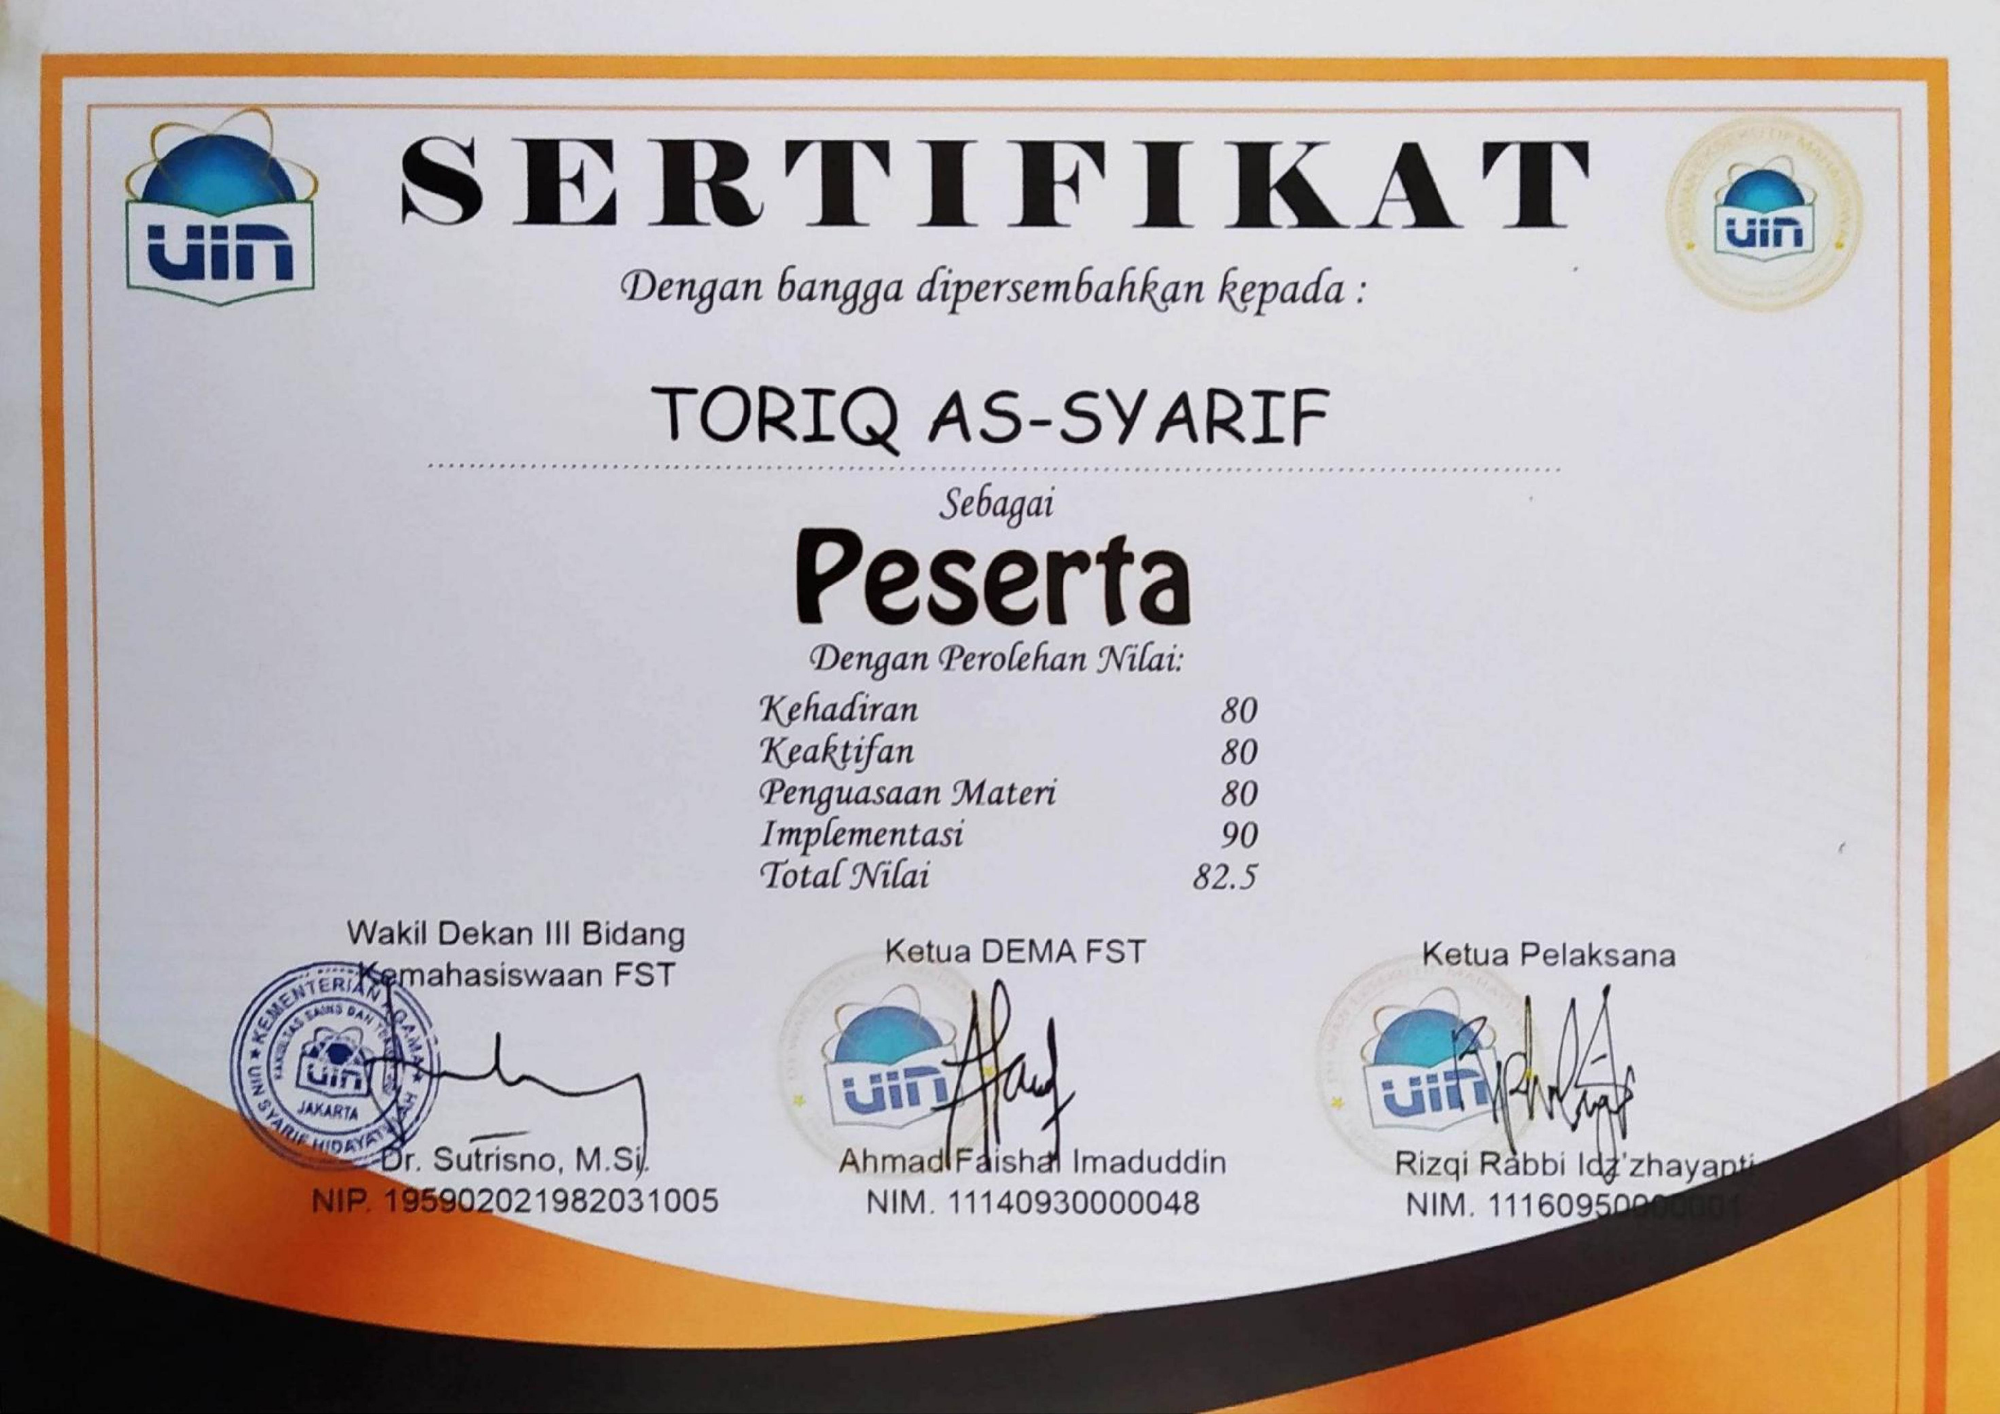 SERTIFIKAT
uin
uin
Dengan bangga dipersembahkan kepada :
TORIQ AS-SYARIF
Sebagai
Peserta
Dengan Perolehan Nilai:
Kehadiran 80
Keaktifan 80
Penguasaan Materi 80
Implementasi 90
Total Nilai 82.5
Wakil Dekan III Bidang
Kemahasiswaan FST
KEMENTERIAN AGAMA
UIN SYARIF HIDAYATULLAH
FAKULTAS SAINS DAN
uin
JAKARTA
Dr. Sutrisno, M.Si.
NIP. 195902021982031005
Ketua DEMA FST
uin
Ahmad Faishal Imaduddin
NIM. 11140930000048
Ketua Pelaksana
uin
Rizqi Rabbi Idz'zhayanti
NIM. 11160950000001